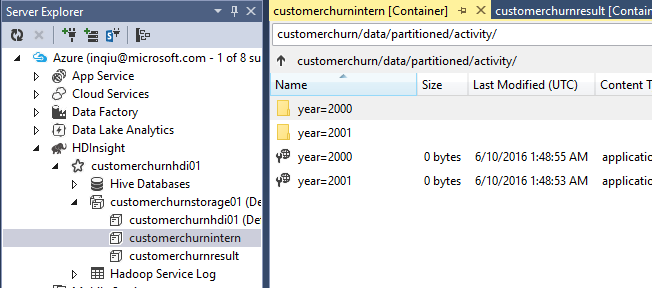 Server Explorer
Azure (inqiu@microsoft.com - 1 of 8 su
App Service
Cloud Services
Data Factory
Data Lake Analytics
HDInsight
customerchurnhdi01
Hive Databases
customerchurnstorage01 (De
customerchurnhdi01 (De
customerchurnintern
customerchurnresult
Hadoop Service Log
customerchurnintern [Container]
customerchurnresult [Contain
customerchurn/data/partitioned/activity/
customerchurn/data/partitioned/activity/
Name Size Last Modified (UTC) Content T
year=2000
year=2001
year=2000 0 bytes 6/10/2016 1:48:55 AM applicatio
year=2001 0 bytes 6/10/2016 1:48:53 AM applicatio